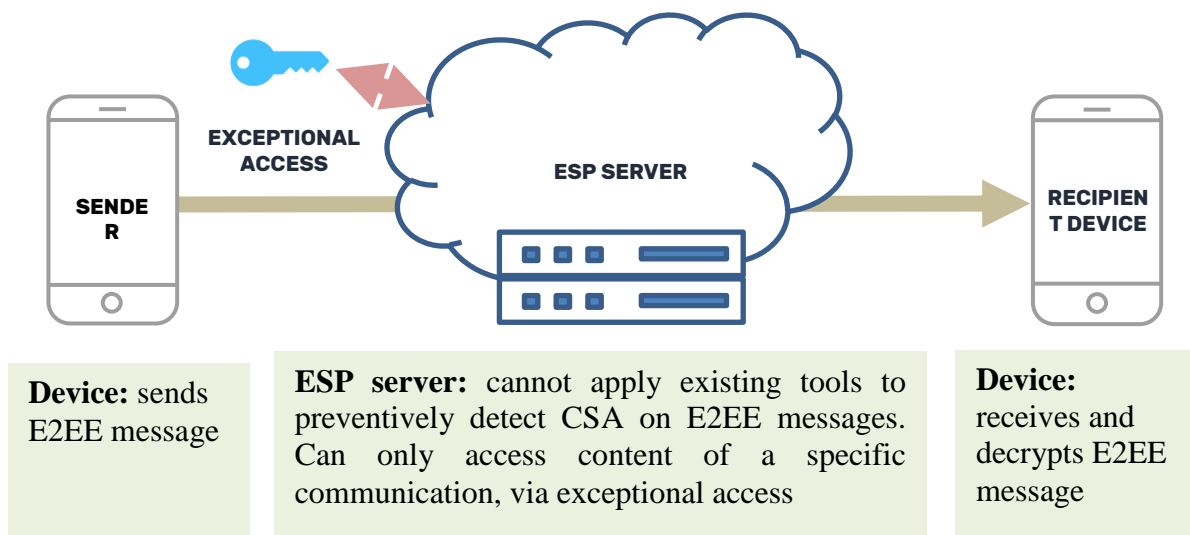 EXCEPTIONAL
ACCESS
ESP SERVER
SENDE
R
RECIPIEN
T DEVICE
Device: sends
E2EE message
ESP server: cannot apply existing tools to
preventively detect CSA on E2EE messages.
Can only access content of a specific
communication, via exceptional access
Device:
receives and
decrypts E2EE
message